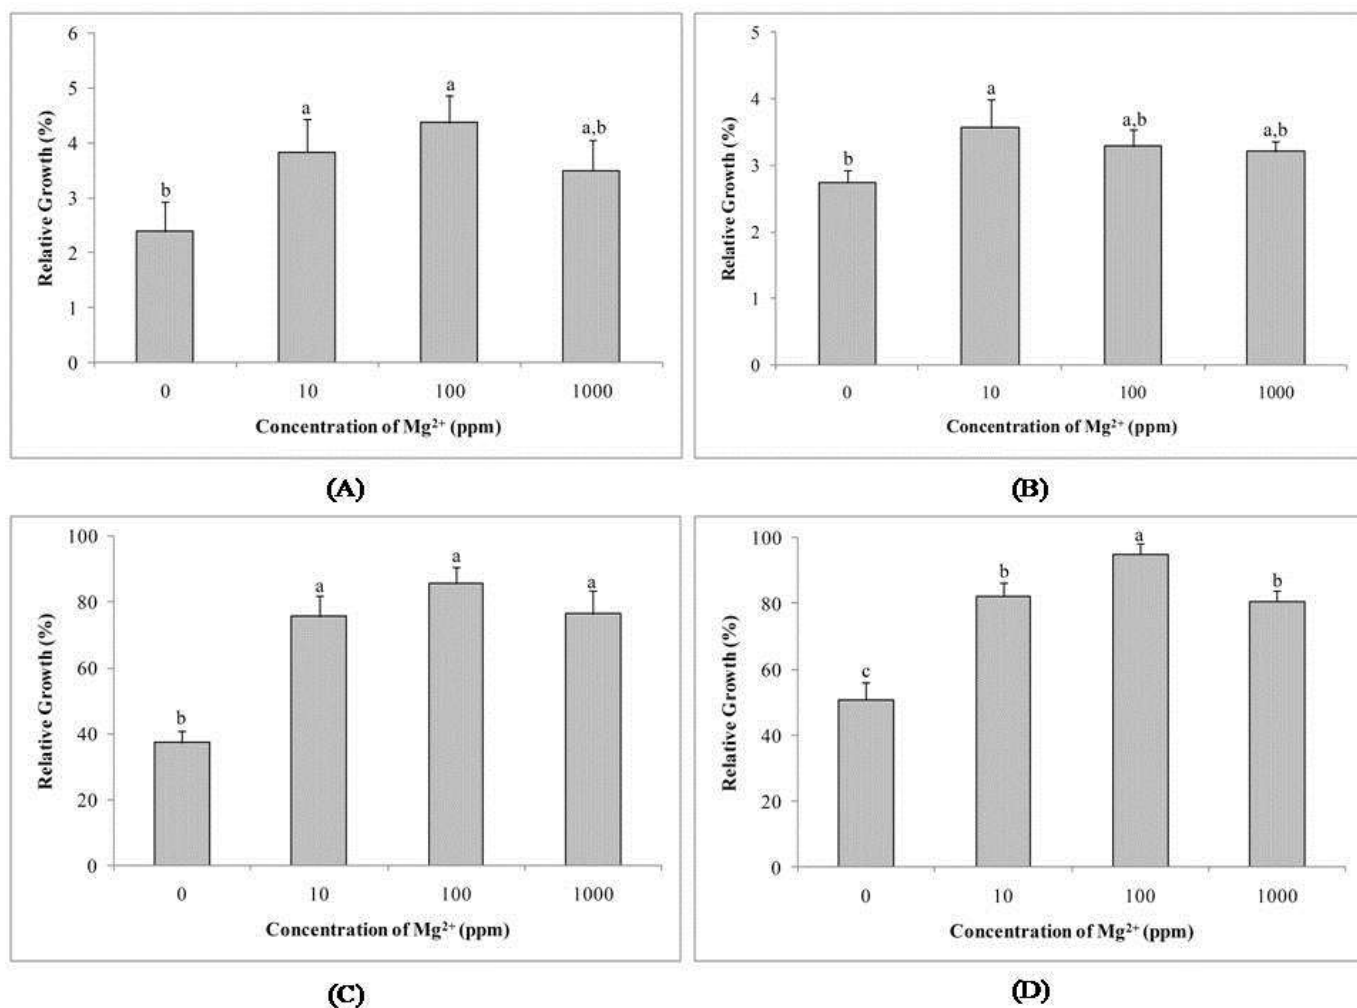 6
5
4
3
2
1
0
Relative Growth (%)
b
a
a
a,b
0 10 100 1000
Concentration of Mg²⁺ (ppm)
(A)
5
4
3
2
1
0
Relative Growth (%)
b
a
a,b
a,b
0 10 100 1000
Concentration of Mg²⁺ (ppm)
(B)
100
80
60
40
20
0
Relative Growth (%)
b
a
a
a
0 10 100 1000
Concentration of Mg²⁺ (ppm)
(C)
100
80
60
40
20
0
Relative Growth (%)
c
b
a
b
0 10 100 1000
Concentration of Mg²⁺ (ppm)
(D)